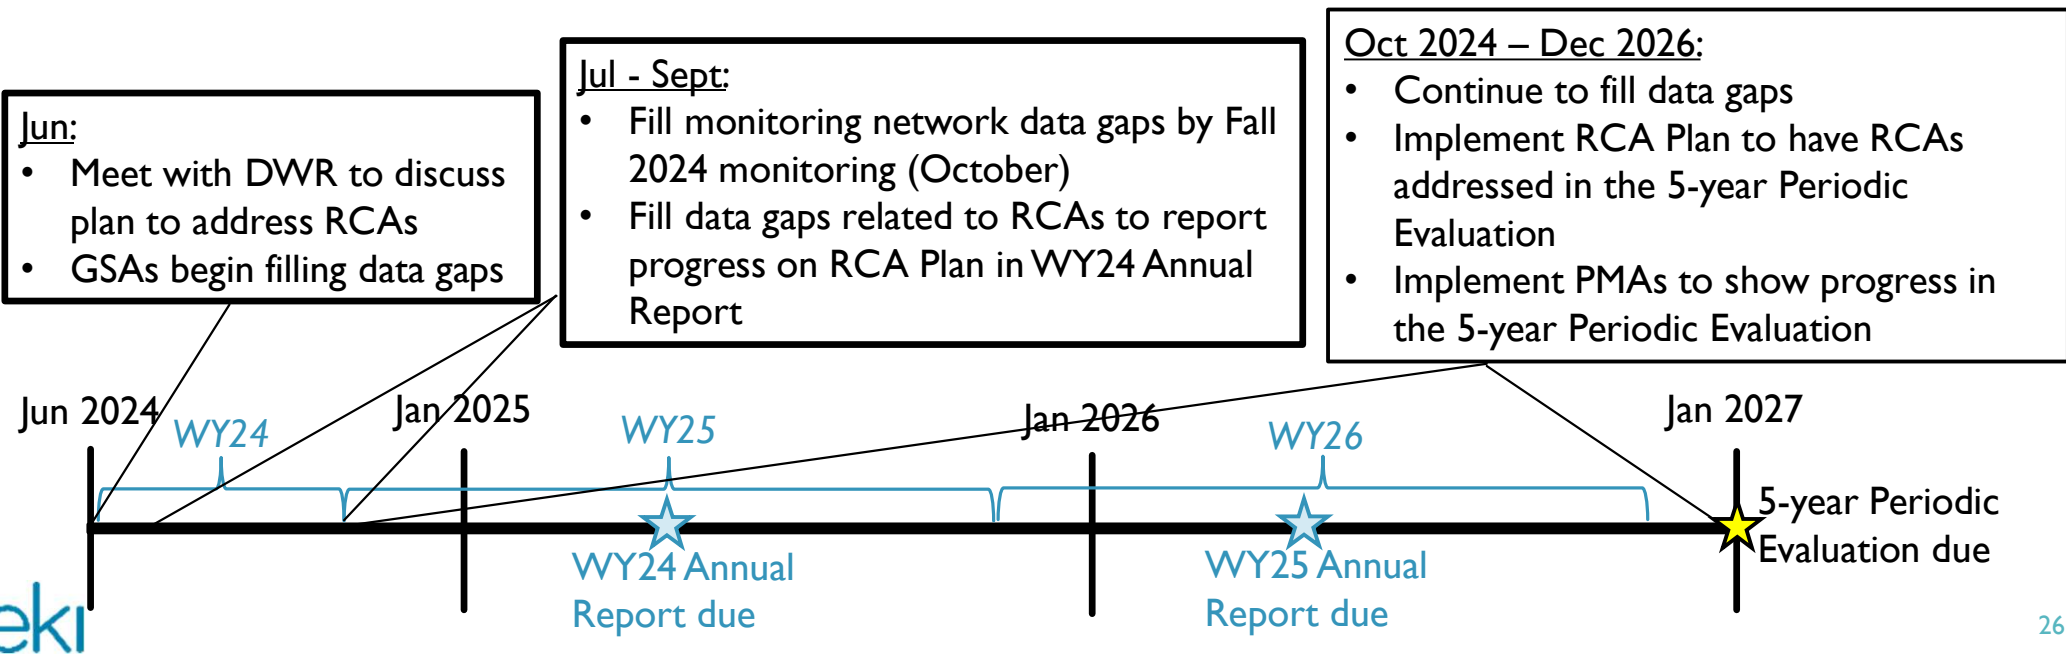 Jun:
• Meet with DWR to discuss
plan to address RCAs
• GSAs begin filling data gaps
Jul - Sept:
• Fill monitoring network data gaps by Fall
2024 monitoring (October)
• Fill data gaps related to RCAs to report
progress on RCA Plan in WY24 Annual
Report
Oct 2024 – Dec 2026:
• Continue to fill data gaps
• Implement RCA Plan to have RCAs
addressed in the 5-year Periodic
Evaluation
• Implement PMAs to show progress in
the 5-year Periodic Evaluation
Jun 2024
WY24
Jan 2025
WY25
Jan 2026
WY26
Jan 2027
WY24 Annual
Report due
WY25 Annual
Report due
5-year Periodic
Evaluation due
eki
26